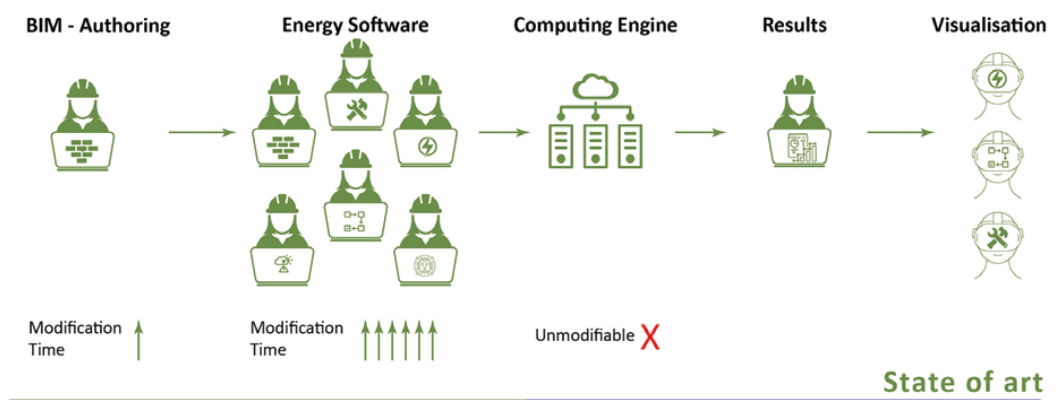 BIM - Authoring
Energy Software
Computing Engine
Results
Visualisation
Modification
Time
Modification
Time
Unmodifiable X
State of art